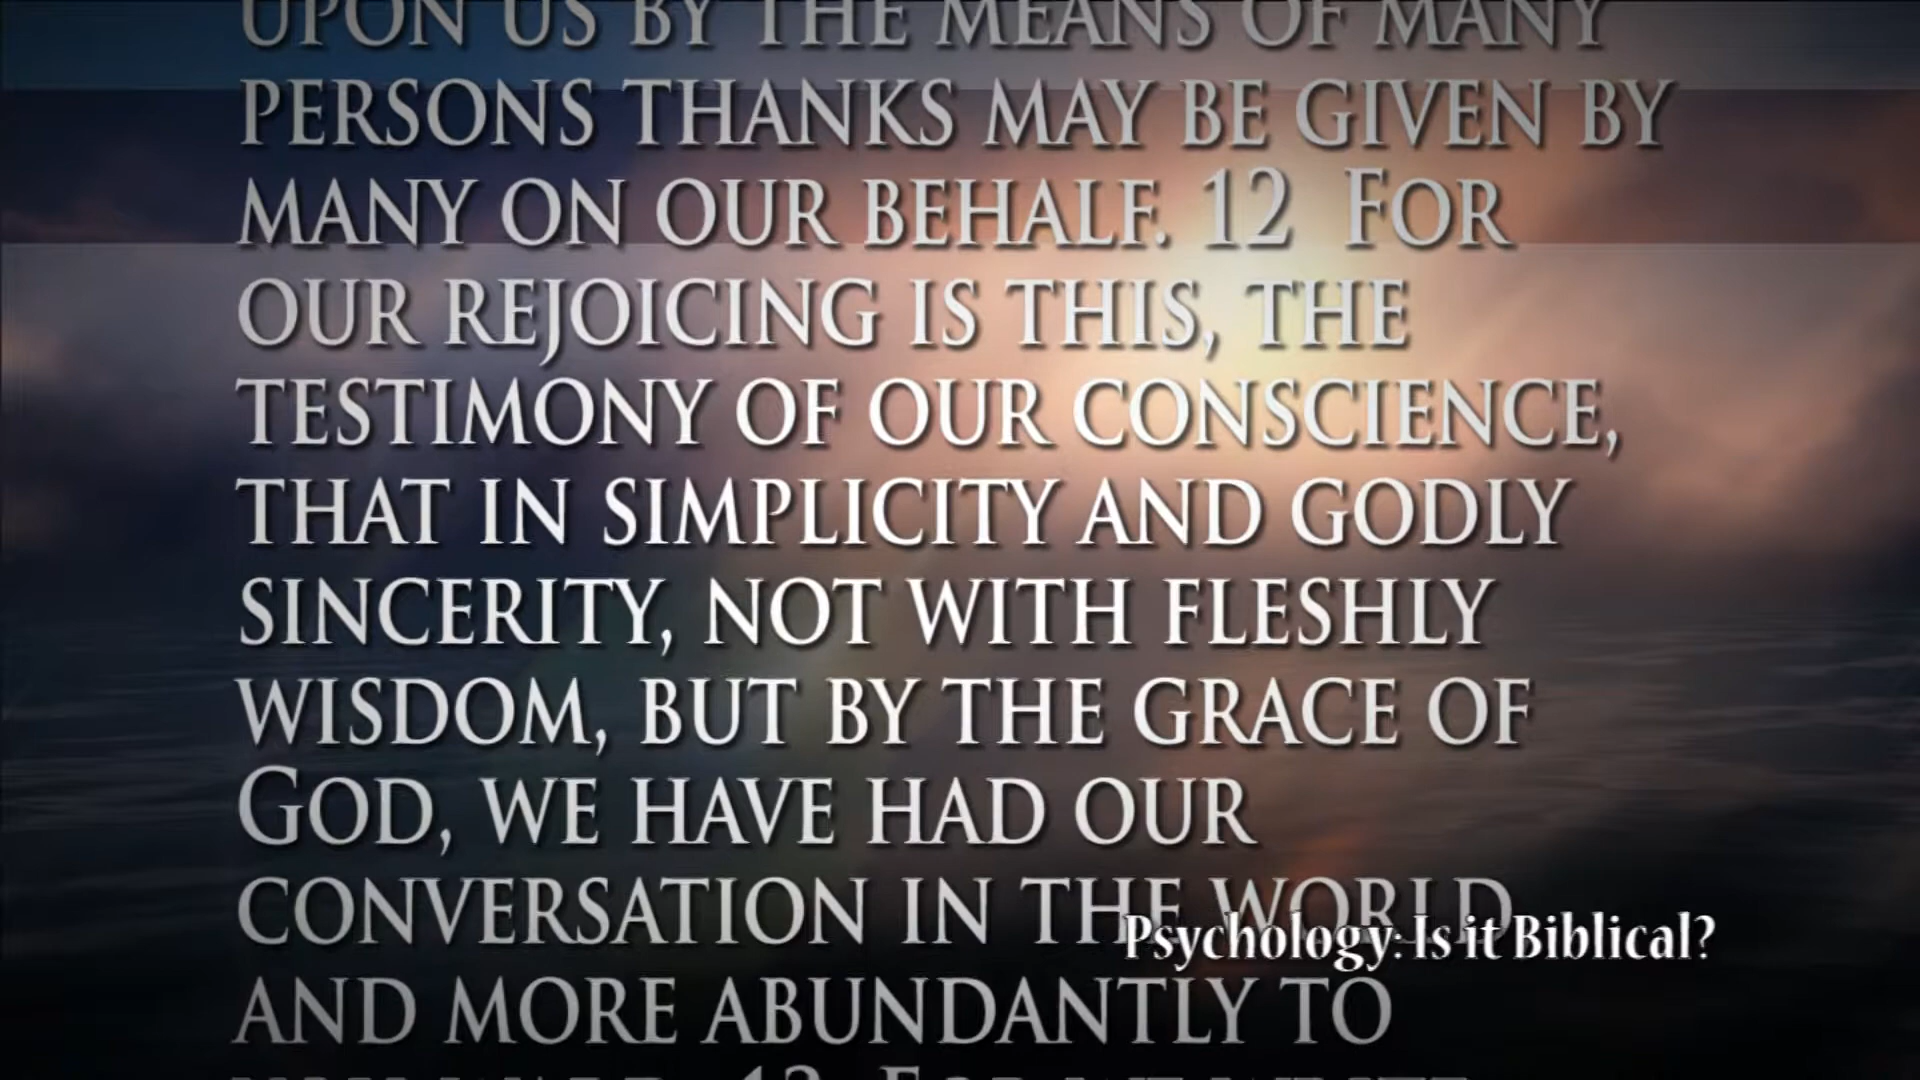 UPON US BY THE MEANS OF MANY
PERSONS THANKS MAY BE GIVEN BY
MANY ON OUR BEHALF. 12 FOR
OUR REJOICING IS THIS, THE
TESTIMONY OF OUR CONSCIENCE,
THAT IN SIMPLICITY AND GODLY
SINCERITY, NOT WITH FLESHLY
WISDOM, BUT BY THE GRACE OF
GOD, WE HAVE HAD OUR
CONVERSATION IN THE WORLD
Psychology: Is it Biblical?
AND MORE ABUNDANTLY TO